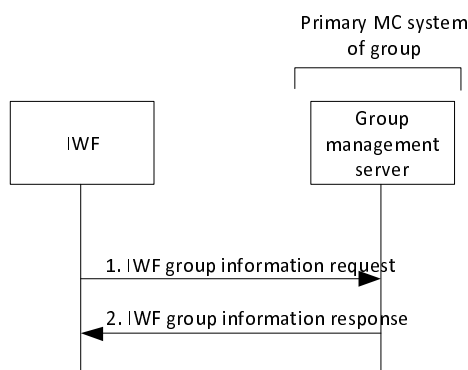 Primary MC system
of group
IWF
Group
management
server
1. IWF group information request
2. IWF group information response